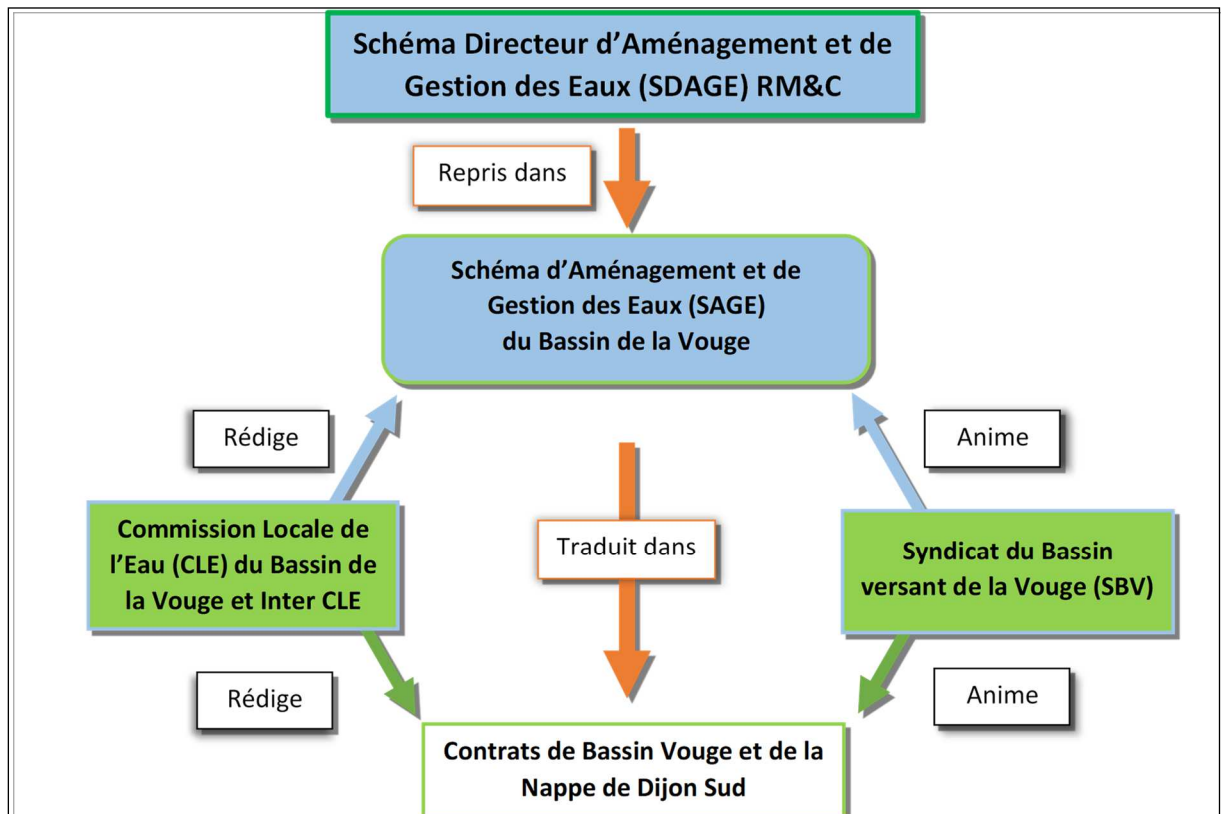 Schéma Directeur d’Aménagement et de
Gestion des Eaux (SDAGE) RM&C
Repris dans
Schéma d’Aménagement et de
Gestion des Eaux (SAGE)
du Bassin de la Vouge
Rédige
Anime
Commission Locale de
l’Eau (CLE) du Bassin de
la Vouge et Inter CLE
Traduit dans
Syndicat du Bassin
versant de la Vouge (SBV)
Rédige
Anime
Contrats de Bassin Vouge et de la
Nappe de Dijon Sud